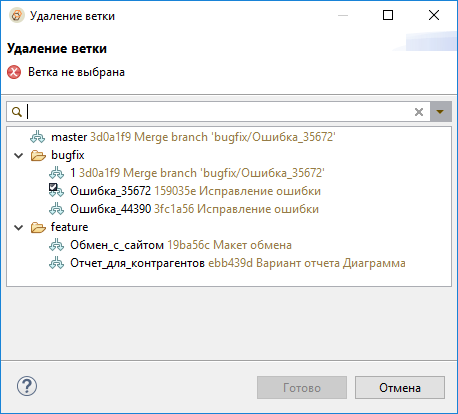 Удаление ветки
Удаление ветки
Ветка не выбрана
master 3d0a1f9 Merge branch 'bugfix/Ошибка_35672'
bugfix
1 3d0a1f9 Merge branch 'bugfix/Ошибка_35672'
Ошибка_35672 159035e Исправление ошибки
Ошибка_44390 3fc1a56 Исправление ошибки
feature
Обмен_с_сайтом 19ba56c Макет обмена
Отчет_для_контрагентов ebb439d Вариант отчета Диаграмма
Готово Отмена